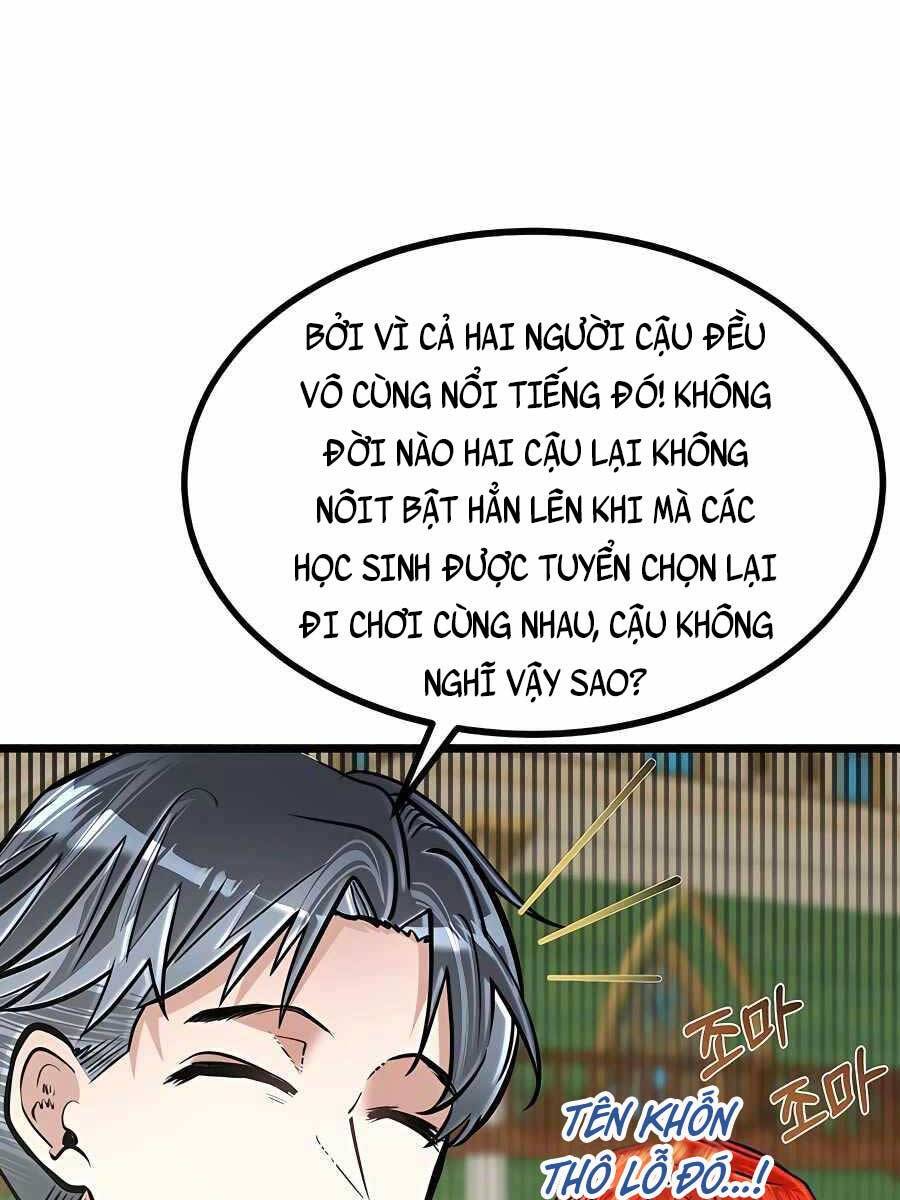 BỞI VÌ CẢ HAI NGƯỜI CẬU ĐỀU
VÔ CÙNG NỔI TIẾNG ĐÓ! KHÔNG
ĐỜI NÀO HAI CẬU LẠI KHÔNG
NÔIT BẬT HẲN LÊN KHI MÀ CÁC
HỌC SINH ĐƯỢC TUYỂN CHỌN LẠI
ĐI CHƠI CÙNG NHAU, CẬU KHÔNG
NGHĨ VẬY SAO?
조마
조마
TÊN KHỐN
THÔ LỖ ĐÓ...!